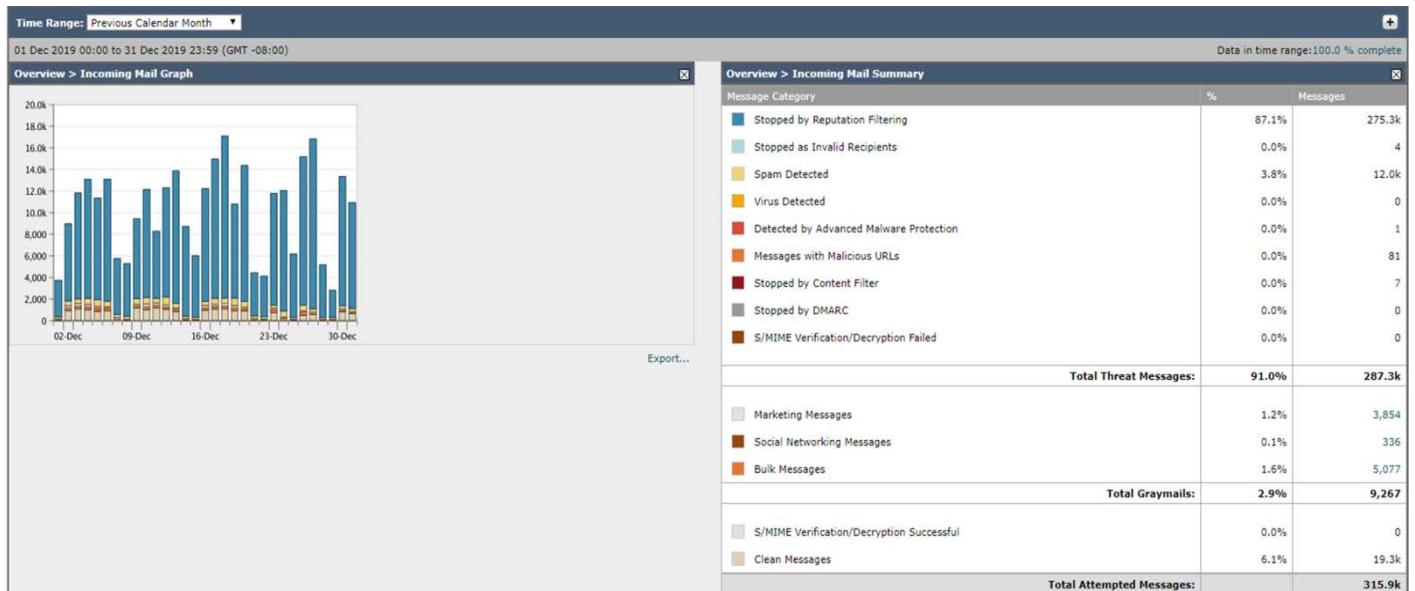 Time Range: Previous Calendar Month
01 Dec 2019 00:00 to 31 Dec 2019 23:59 (GMT -08:00)
Data in time range:100.0 % complete
Overview > Incoming Mail Graph
20.0k
18.0k
16.0k
14.0k
12.0k
10.0k
8,000
6,000
4,000
2,000
0
02-Dec 09-Dec 16-Dec 23-Dec 30-Dec
Export...
Overview > Incoming Mail Summary
Message Category % Messages
Stopped by Reputation Filtering 87.1% 275.3k
Stopped as Invalid Recipients 0.0% 4
Spam Detected 3.8% 12.0k
Virus Detected 0.0% 0
Detected by Advanced Malware Protection 0.0% 1
Messages with Malicious URLs 0.0% 81
Stopped by Content Filter 0.0% 7
Stopped by DMARC 0.0% 0
S/MIME Verification/Decryption Failed 0.0% 0
Total Threat Messages: 91.0% 287.3k
Marketing Messages 1.2% 3,854
Social Networking Messages 0.1% 336
Bulk Messages 1.6% 5,077
Total Graymails: 2.9% 9,267
S/MIME Verification/Decryption Successful 0.0% 0
Clean Messages 6.1% 19.3k
Total Attempted Messages: 315.9k